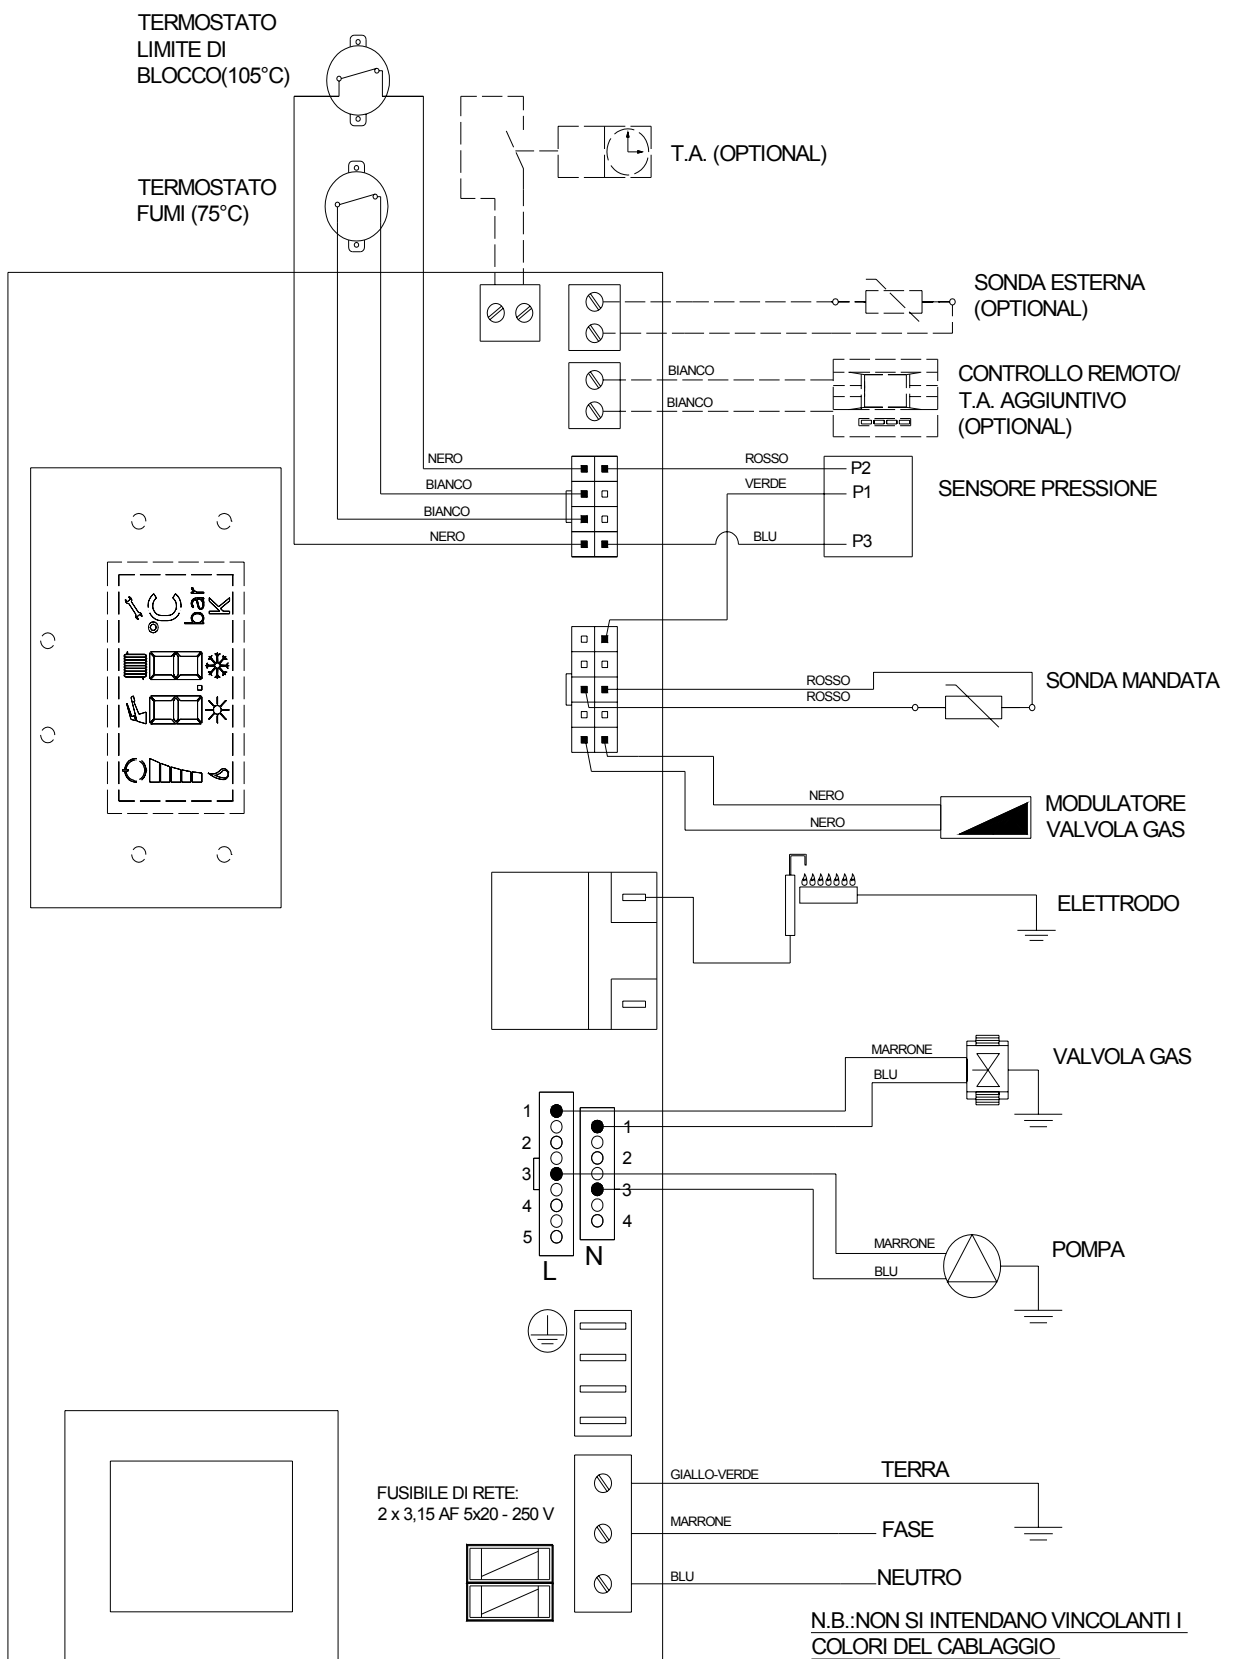 TERMOSTATO
LIMITE DI
BLOCCO(105°C)
T.A. (OPTIONAL)
TERMOSTATO
FUMI (75°C)
SONDA ESTERNA
(OPTIONAL)
BIANCO
BIANCO
CONTROLLO REMOTO/
T.A. AGGIUNTIVO
(OPTIONAL)
NERO
BIANCO
BIANCO
NERO
ROSSO
VERDE
BLU
P2
P1
P3
SENSORE PRESSIONE
°C
bar
K
ROSSO
ROSSO
SONDA MANDATA
NERO
NERO
MODULATORE
VALVOLA GAS
ELETTRODO
MARRONE
BLU
VALVOLA GAS
1
2
3
4
5
L
1
2
3
4
N
MARRONE
BLU
POMPA
FUSIBILE DI RETE:
2 x 3,15 AF 5x20 - 250 V
GIALLO-VERDE
TERRA
MARRONE
FASE
BLU
NEUTRO
N.B.:NON SI INTENDANO VINCOLANTI I
COLORI DEL CABLAGGIO